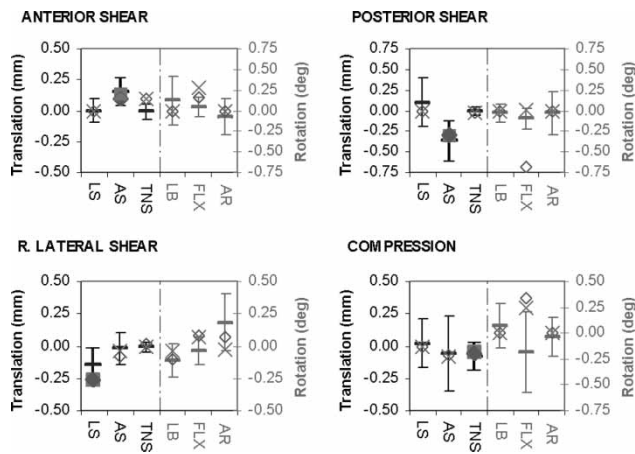 ANTERIOR SHEAR
Translation (mm)
0.50
0.25
0.00
-0.25
-0.50
0.75
0.50
0.25
0.00
-0.25
-0.50
-0.75
Rotation (deg)
LS
AS
TNS
LB
FLX
AR
POSTERIOR SHEAR
Translation (mm)
0.75
0.50
0.25
0.00
-0.25
-0.50
-0.75
0.75
0.50
0.25
0.00
-0.25
-0.50
-0.75
Rotation (deg)
LS
AS
TNS
LB
FLX
AR
R. LATERAL SHEAR
Translation (mm)
0.50
0.25
0.00
-0.25
-0.50
0.50
0.25
0.00
-0.25
-0.50
Rotation (deg)
LS
AS
TNS
LB
FLX
AR
COMPRESSION
Translation (mm)
0.50
0.25
0.00
-0.25
-0.50
0.50
0.25
0.00
-0.25
-0.50
-0.75
Rotation (deg)
LS
AS
TNS
LB
FLX
AR